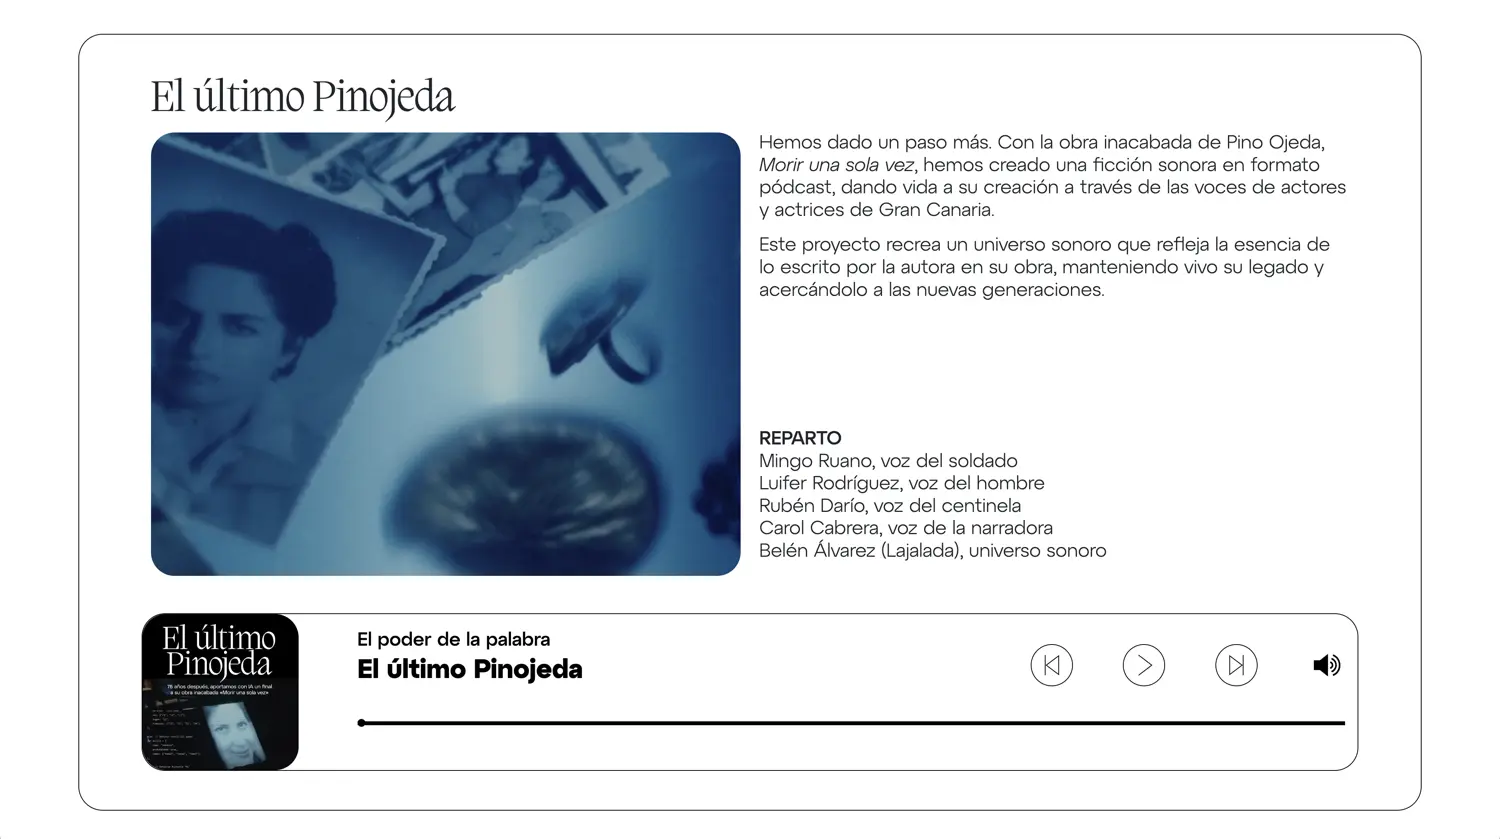 El último Pinojeda
Hemos dado un paso más. Con la obra inacabada de Pino Ojeda,
Morir una sola vez, hemos creado una ficción sonora en formato
pódcast, dando vida a su creación a través de las voces de actores
y actrices de Gran Canaria.
Este proyecto recrea un universo sonoro que refleja la esencia de
lo escrito por la autora en su obra, manteniendo vivo su legado y
acercándolo a las nuevas generaciones.
REPARTO
Mingo Ruano, voz del soldado
Luifer Rodríguez, voz del hombre
Rubén Darío, voz del centinela
Carol Cabrera, voz de la narradora
Belén Álvarez (Lajalada), universo sonoro
El último
Pinojeda
años después, aportamos con IA un final
a su obra inacabada «Morir una sola vez»
El poder de la palabra
El último Pinojeda